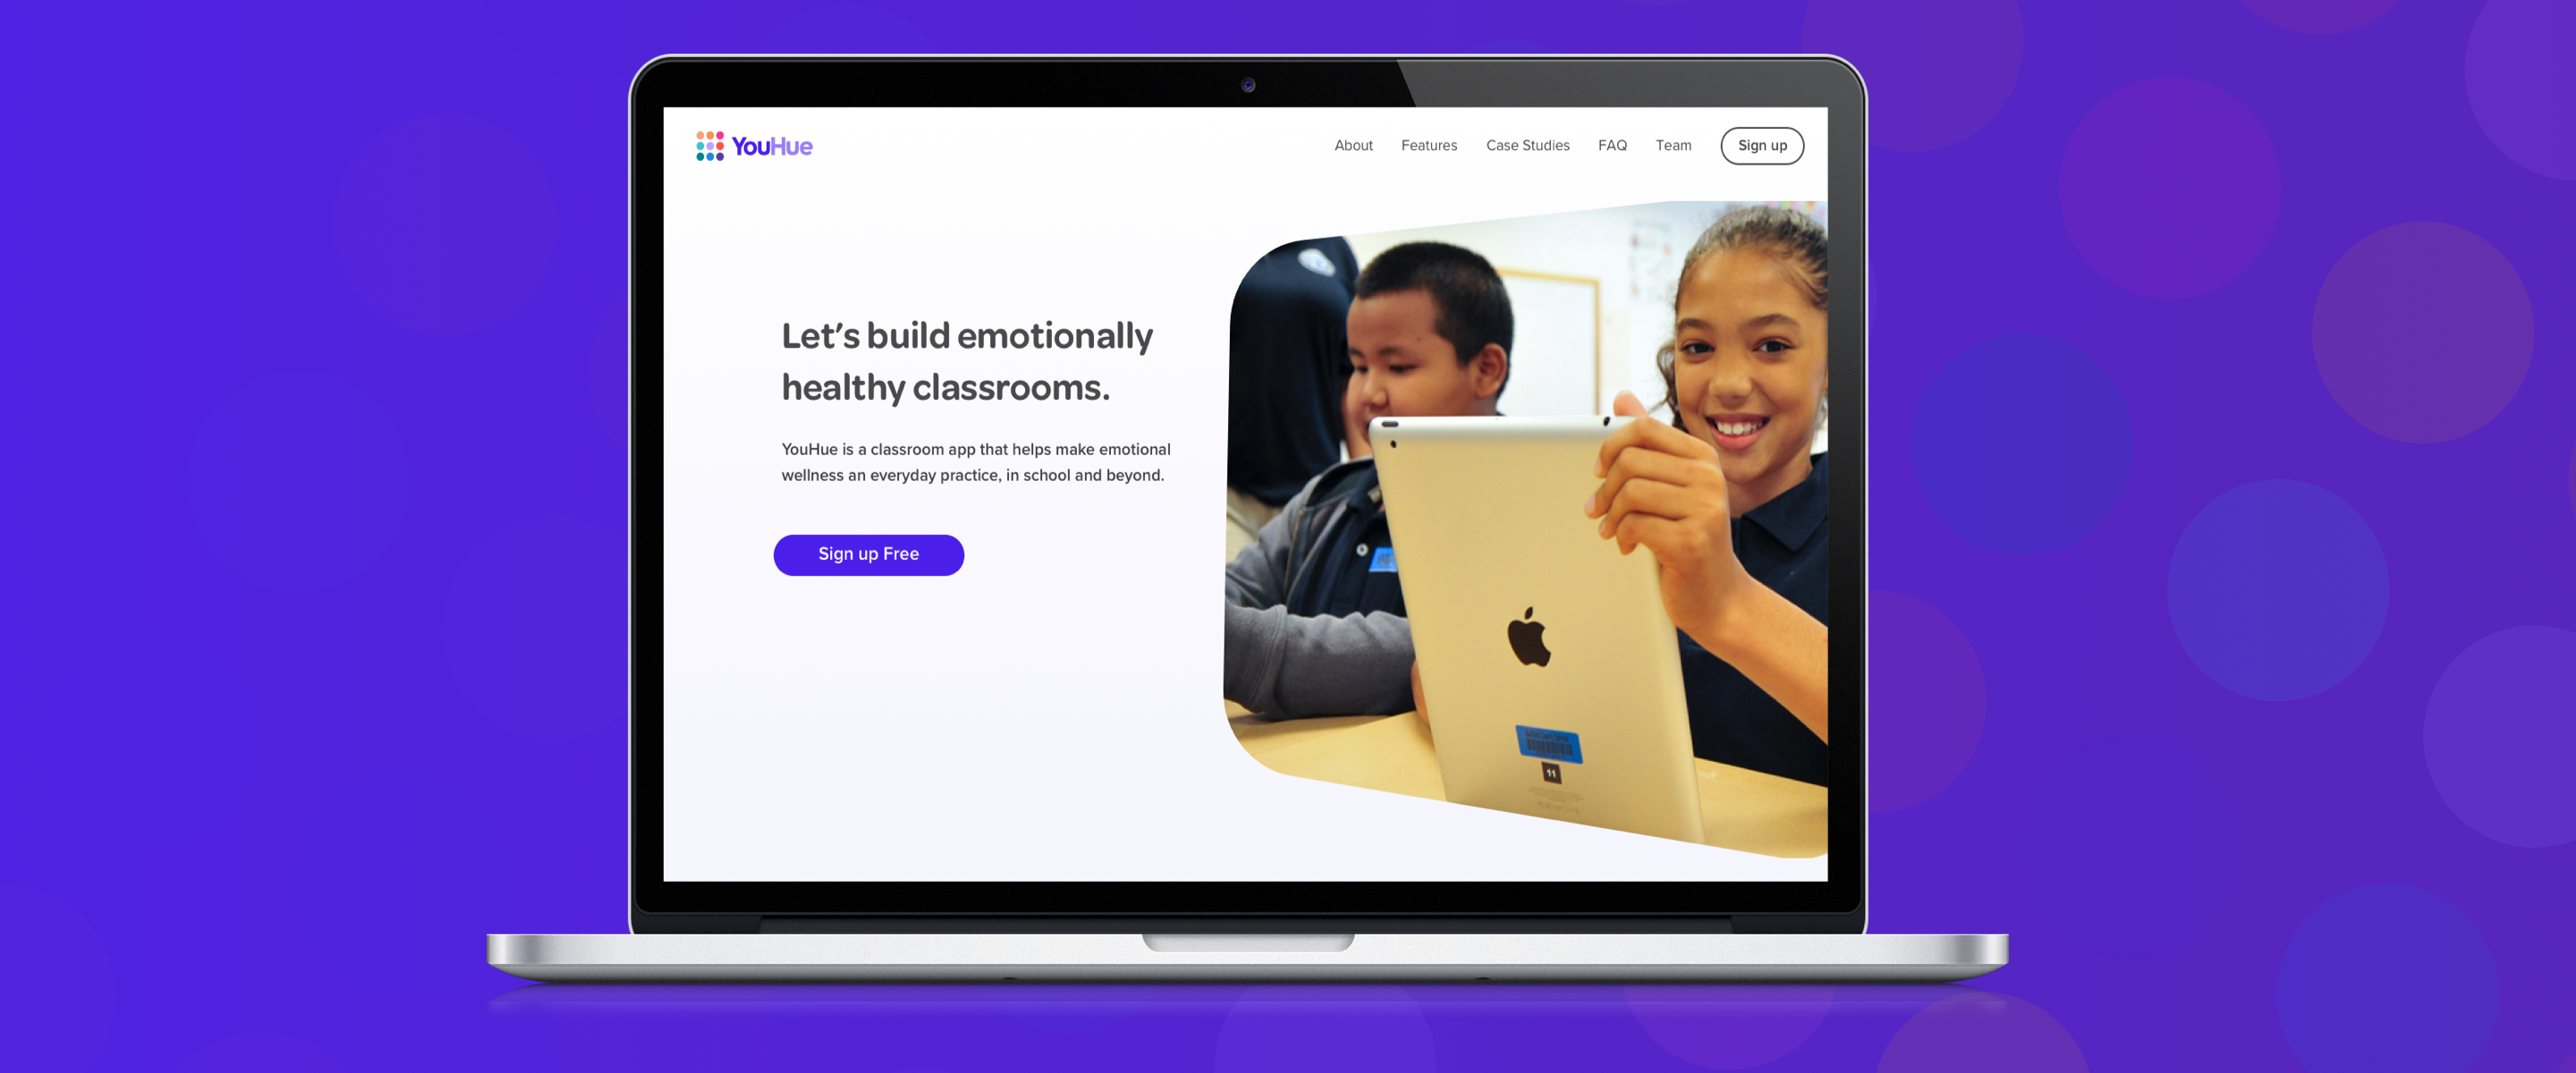 YouHue
About
Features
Case Studies
FAQ
Team
Sign up
Let's build emotionally
healthy classrooms.
YouHue is a classroom app that helps make emotional
wellness an everyday practice, in school and beyond.
Sign up Free
11